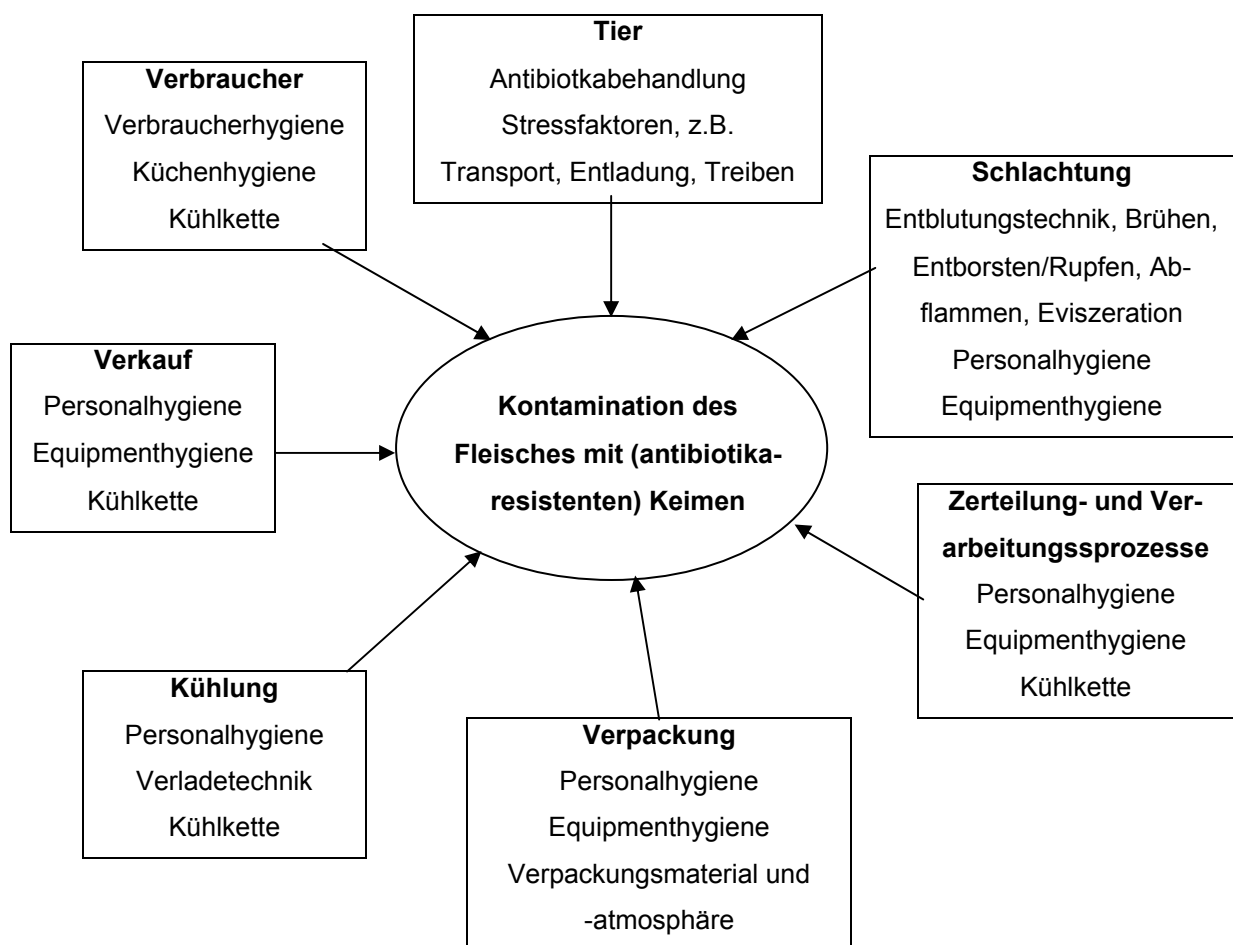 Tier
Antibiotkabehandlung
Stressfaktoren, z.B.
Transport, Entladung, Treiben
Verbraucher
Verbraucherhygiene
Küchenhygiene
Kühlkette
Schlachtung
Entblutungstechnik, Brühen,
Entborsten/Rupfen, Ab-
flammen, Eviszeration
Personalhygiene
Equipmenthygiene
Verkauf
Personalhygiene
Equipmenthygiene
Kühlkette
Kontamination des
Fleisches mit (antibiotika-
resistenten) Keimen
Zerteilung- und Ver-
arbeitungssprozesse
Personalhygiene
Equipmenthygiene
Kühlkette
Kühlung
Personalhygiene
Verladetechnik
Kühlkette
Verpackung
Personalhygiene
Equipmenthygiene
Verpackungsmaterial und
-atmosphäre